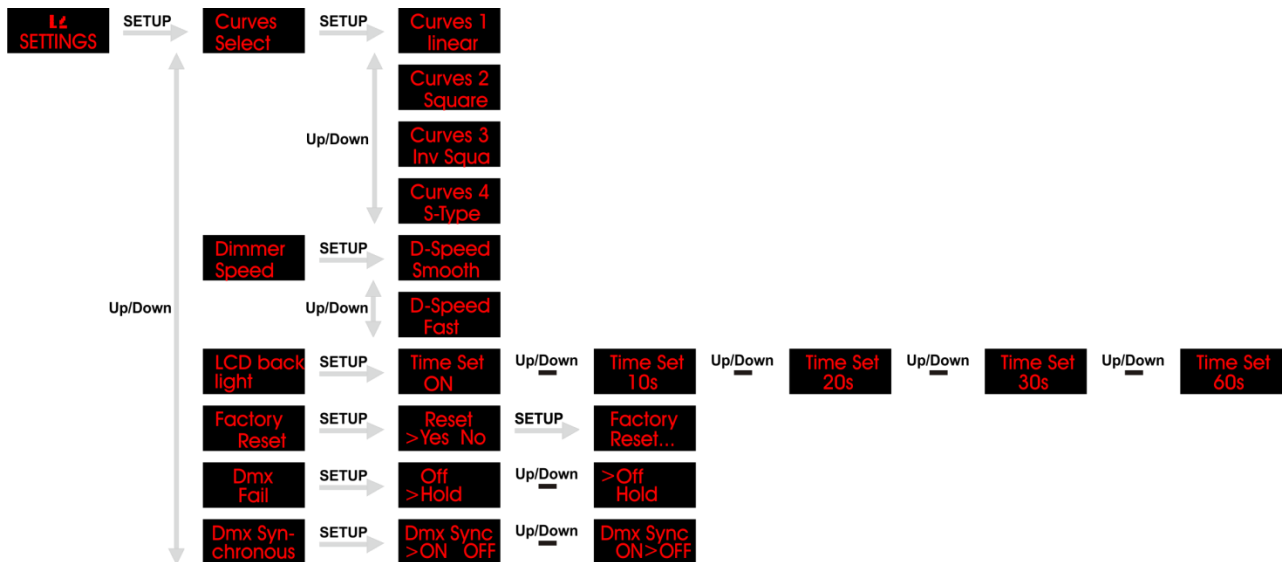 SETTINGS
SETUP
Curves
Select
SETUP
Curves 1
linear
Curves 2
Square
Up/Down
Curves 3
Inv Squa
Curves 4
S-Type
Dimmer
Speed
SETUP
D-Speed
Smooth
Up/Down
Up/Down
D-Speed
Fast
LCD back
light
SETUP
Time Set
ON
Up/Down
Time Set
10s
Up/Down
Time Set
20s
Up/Down
Time Set
30s
Up/Down
Time Set
60s
Factory
Reset
SETUP
Reset
>Yes No
SETUP
Factory
Reset...
Dmx
Fail
SETUP
Off
>Hold
Up/Down
>Off
Hold
Dmx Syn-
chronous
SETUP
Dmx Sync
>ON OFF
Up/Down
Dmx Sync
ON>OFF